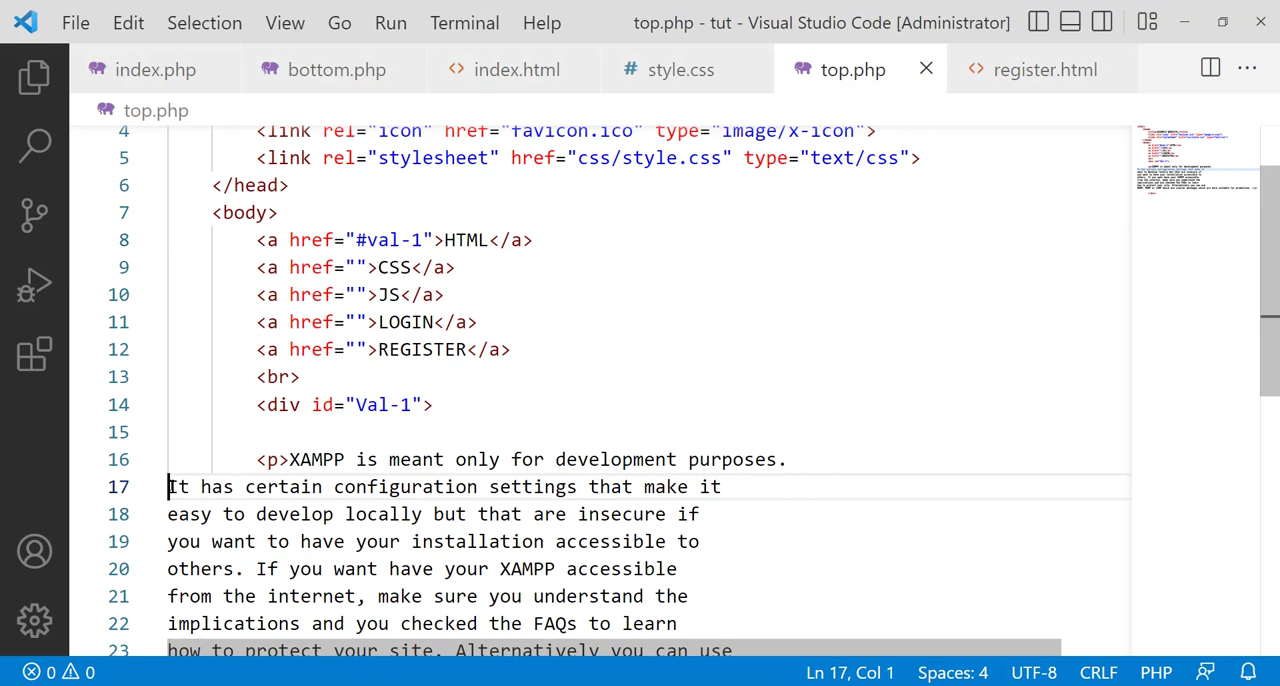 File Edit Selection View Go Run Terminal Help top.php - tut - Visual Studio Code [Administrator]
index.php bottom.php index.html style.css top.php register.html
top.php
4 <link rel="icon" href="favicon.ico" type="image/x-icon">
5 <link rel="stylesheet" href="css/style.css" type="text/css">
6 </head>
7 <body>
8 <a href="#val-1">HTML</a>
9 <a href="">CSS</a>
10 <a href="">JS</a>
11 <a href="">LOGIN</a>
12 <a href="">REGISTER</a>
13 <br>
14 <div id="Val-1">
15
16 <p>XAMPP is meant only for development purposes.
17 It has certain configuration settings that make it
18 easy to develop locally but that are insecure if
19 you want to have your installation accessible to
20 others. If you want have your XAMPP accessible
21 from the internet, make sure you understand the
22 implications and you checked the FAQs to learn
23 how to protect your site. Alternatively you can use
0 0 Ln 17, Col 1 Spaces: 4 UTF-8 CRLF PHP